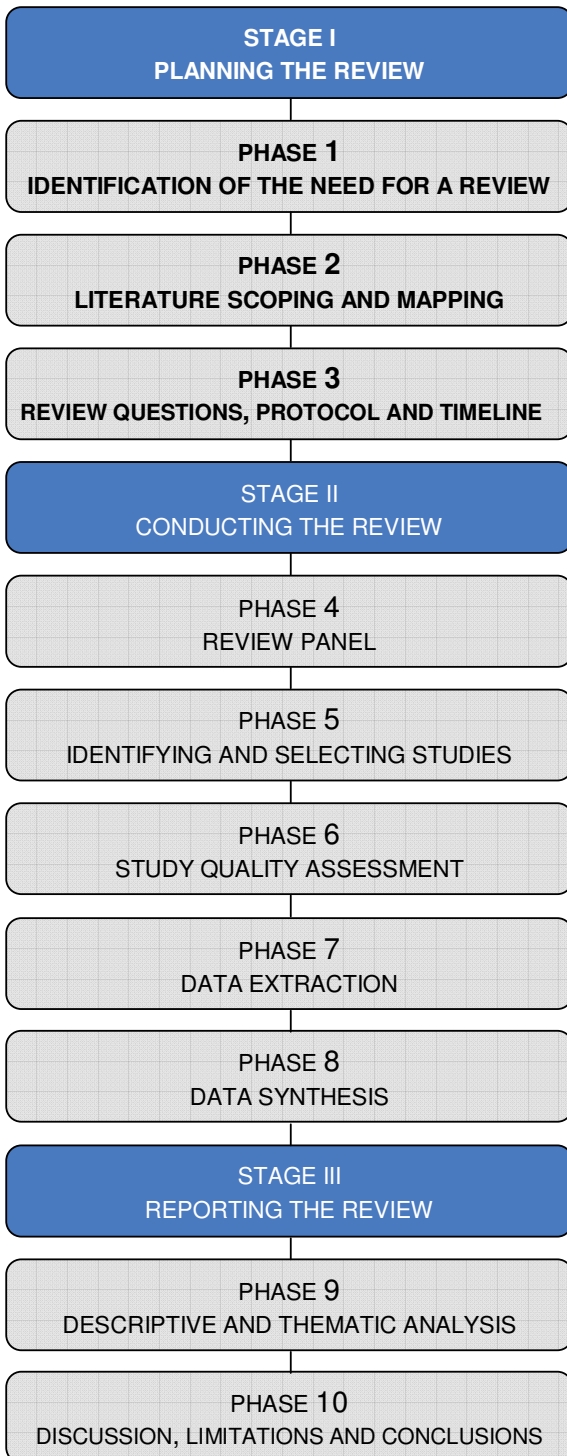 STAGE I
PLANNING THE REVIEW
PHASE 1
IDENTIFICATION OF THE NEED FOR A REVIEW
PHASE 2
LITERATURE SCOPING AND MAPPING
PHASE 3
REVIEW QUESTIONS, PROTOCOL AND TIMELINE
STAGE II
CONDUCTING THE REVIEW
PHASE 4
REVIEW PANEL
PHASE 5
IDENTIFYING AND SELECTING STUDIES
PHASE 6
STUDY QUALITY ASSESSMENT
PHASE 7
DATA EXTRACTION
PHASE 8
DATA SYNTHESIS
STAGE III
REPORTING THE REVIEW
PHASE 9
DESCRIPTIVE AND THEMATIC ANALYSIS
PHASE 10
DISCUSSION, LIMITATIONS AND CONCLUSIONS